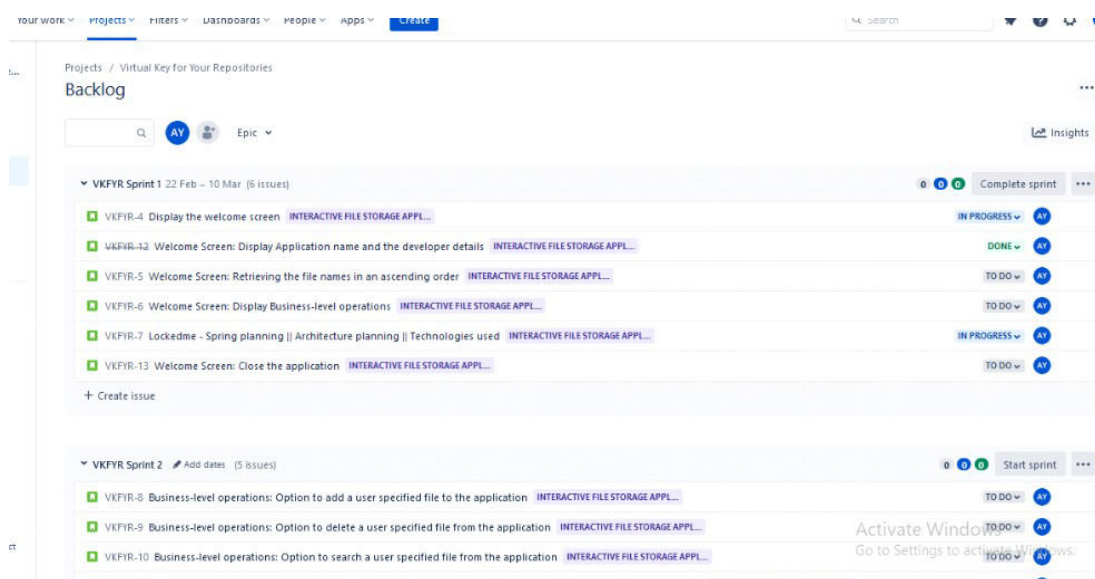 Your work Projects Filters Dashboards People Apps Create Search
Projects / Virtual Key for Your Repositories
Backlog
AY Epic Insights
VKFYR Sprint 1 22 Feb – 10 Mar (6 issues) 0 0 0 Complete sprint
VKFYR-4 Display the welcome screen INTERACTIVE FILE STORAGE APPL... IN PROGRESS AY
VKFYR-12 Welcome Screen: Display Application name and the developer details INTERACTIVE FILE STORAGE APPL... DONE AY
VKFYR-5 Welcome Screen: Retrieving the file names in an ascending order INTERACTIVE FILE STORAGE APPL... TO DO AY
VKFYR-6 Welcome Screen: Display Business-level operations INTERACTIVE FILE STORAGE APPL... TO DO AY
VKFYR-7 Lockedme - Spring planning || Architecture planning || Technologies used INTERACTIVE FILE STORAGE APPL... IN PROGRESS AY
VKFYR-13 Welcome Screen: Close the application INTERACTIVE FILE STORAGE APPL... TO DO AY
+ Create issue
VKFYR Sprint 2 Add dates (5 issues) 0 0 0 Start sprint
VKFYR-8 Business-level operations: Option to add a user specified file to the application INTERACTIVE FILE STORAGE APPL... TO DO AY
VKFYR-9 Business-level operations: Option to delete a user specified file from the application INTERACTIVE FILE STORAGE APPL... TO DO AY
VKFYR-10 Business-level operations: Option to search a user specified file from the application INTERACTIVE FILE STORAGE APPL... TO DO AY
Activate Windows
Go to Settings to activate Windows.